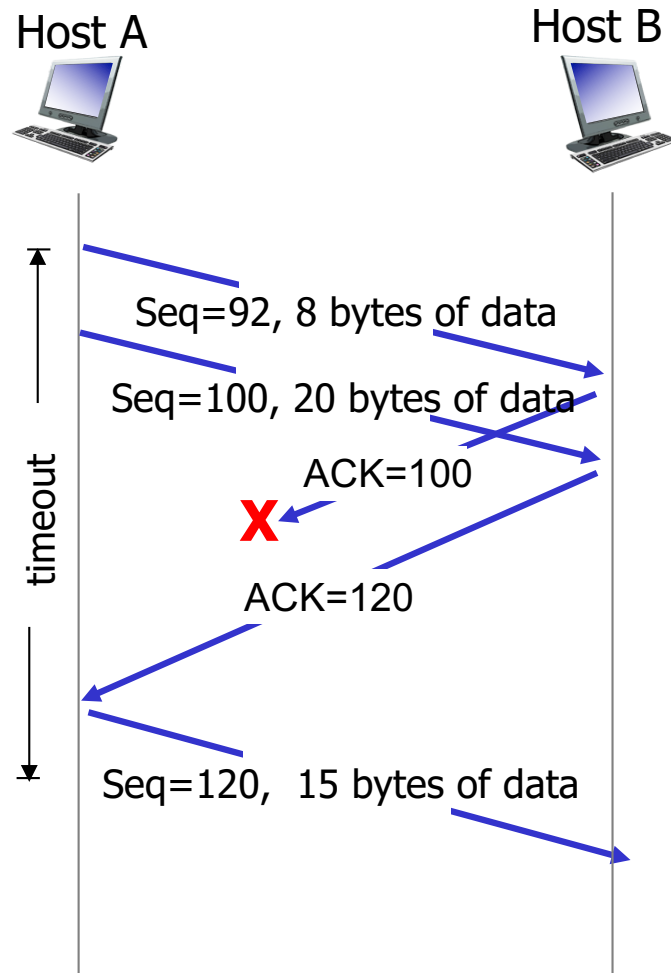 Host A
Host B
Seq=92, 8 bytes of data
Seq=100, 20 bytes of data
ACK=100
X
timeout
ACK=120
Seq=120, 15 bytes of data